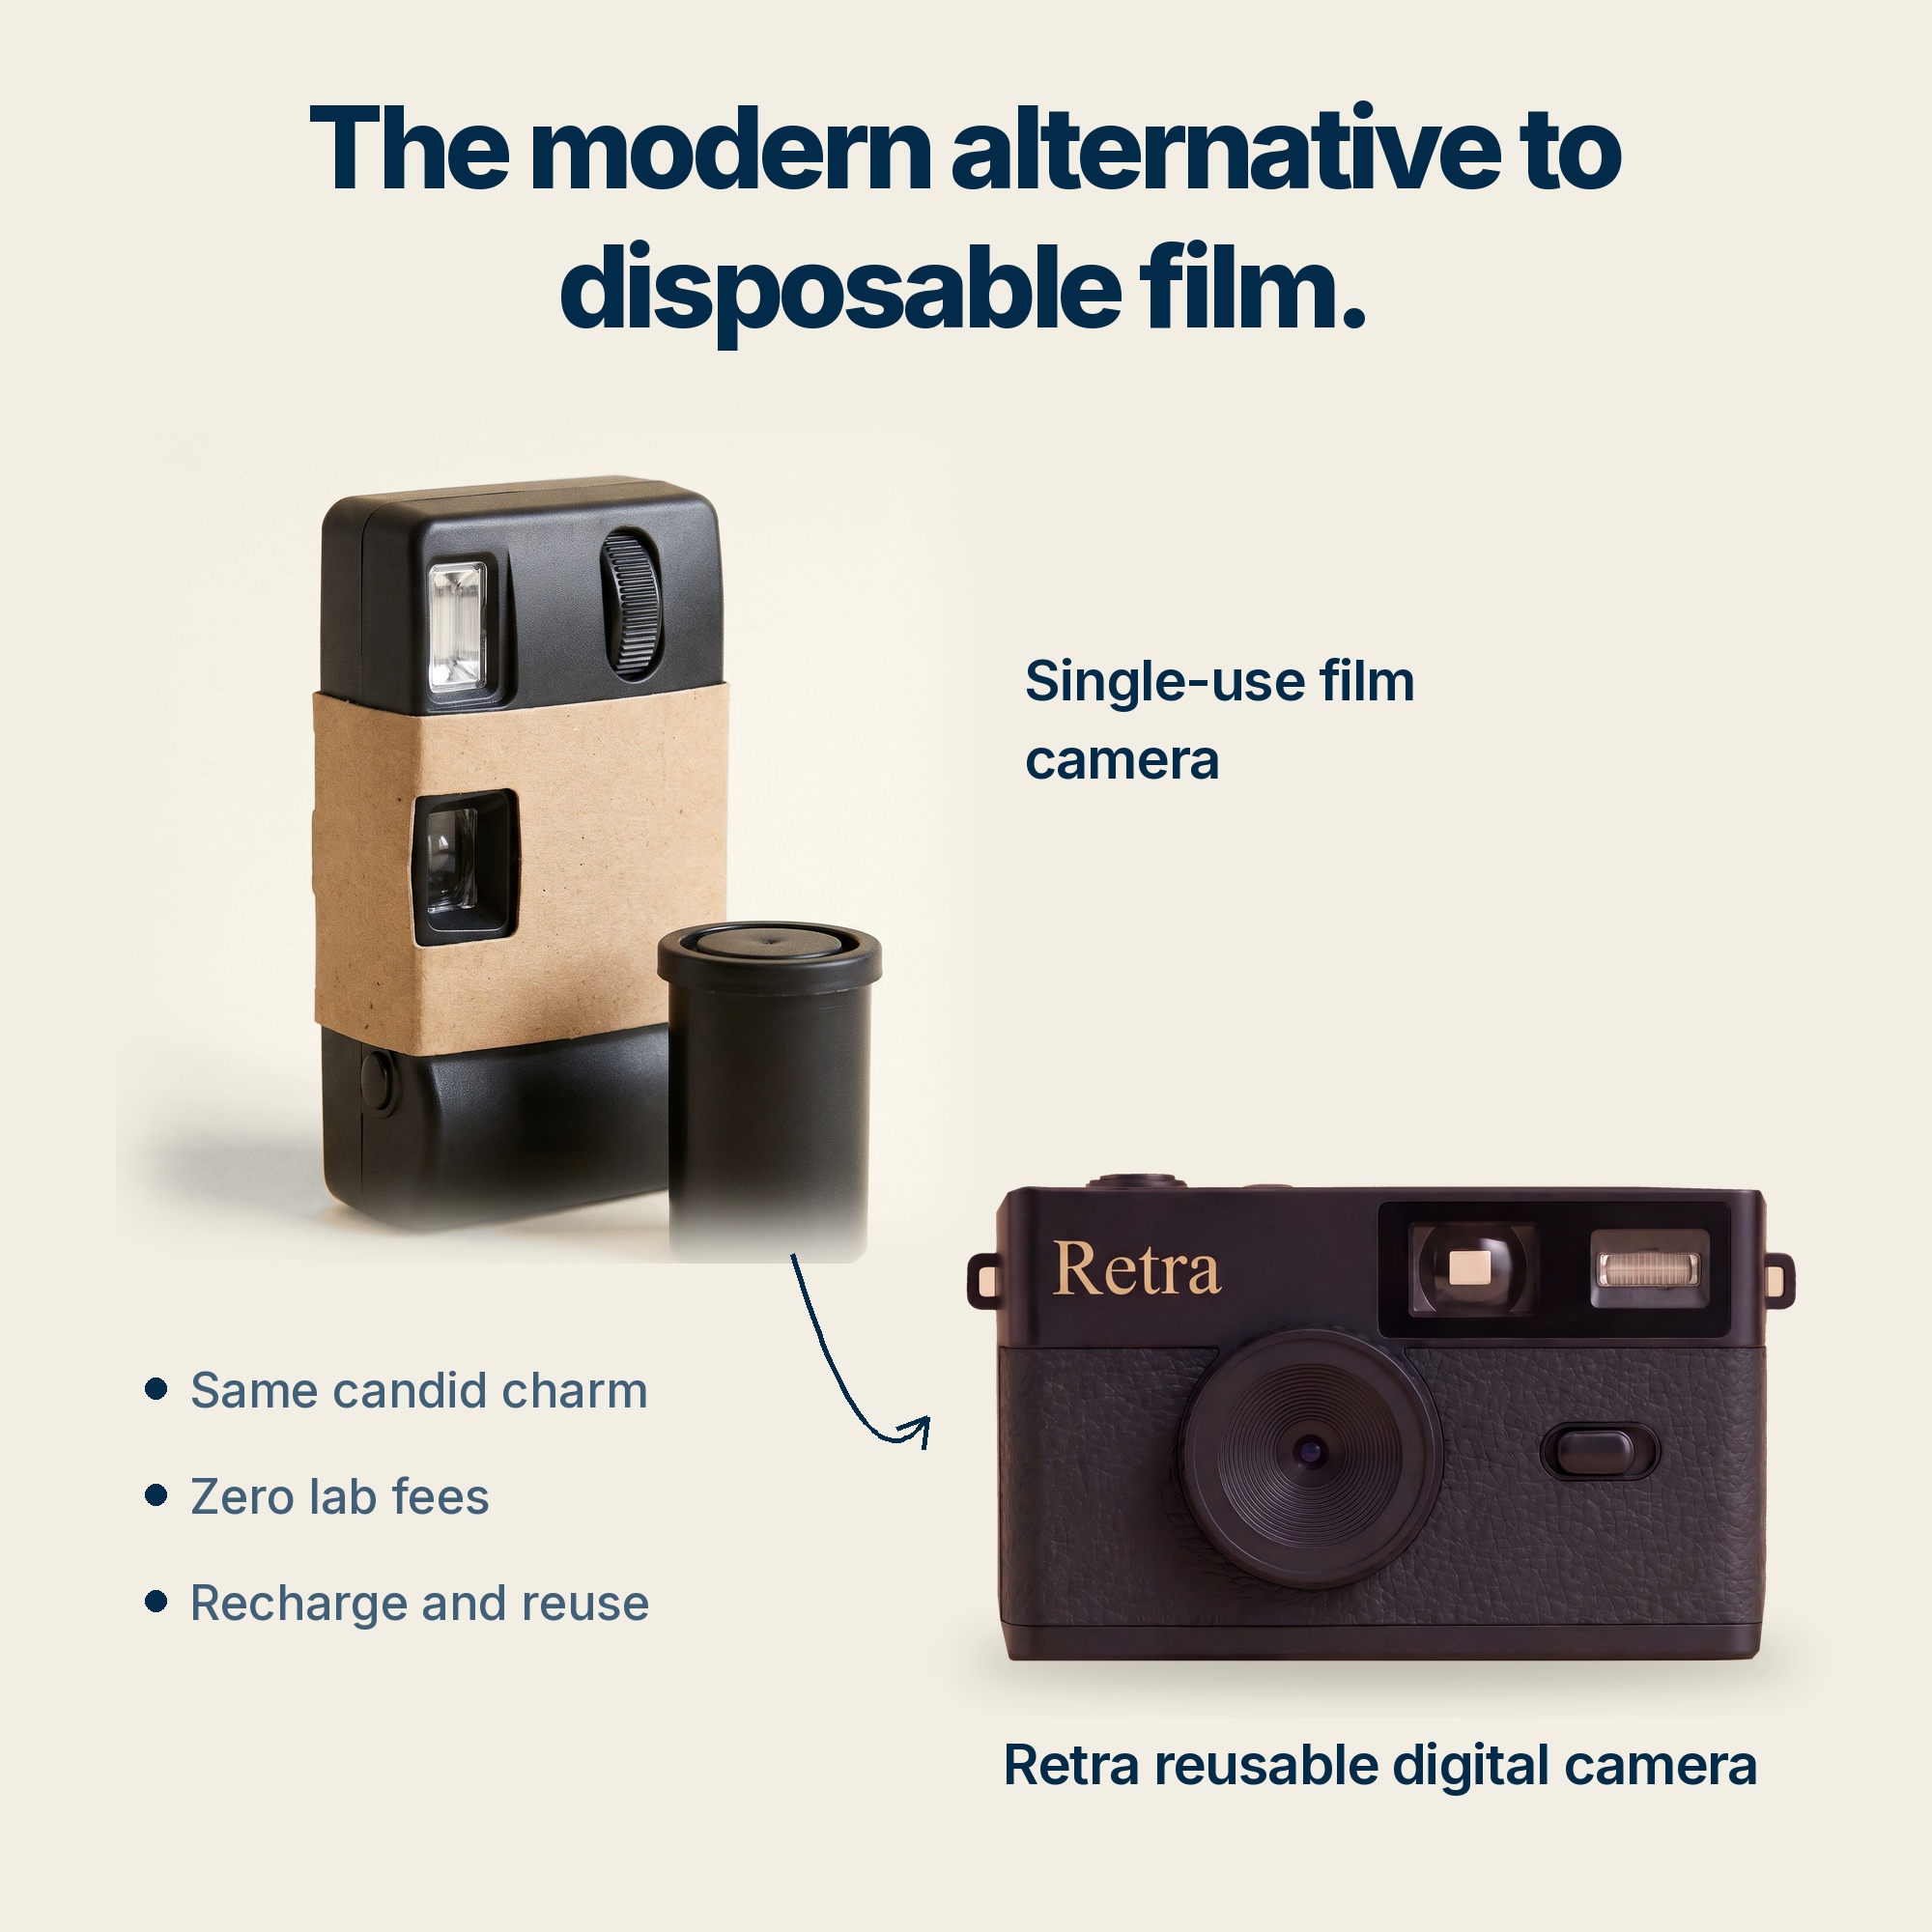 The modern alternative to
disposable film.
Single-use film
camera
Retra
Same candid charm
Zero lab fees
Recharge and reuse
Retra reusable digital camera